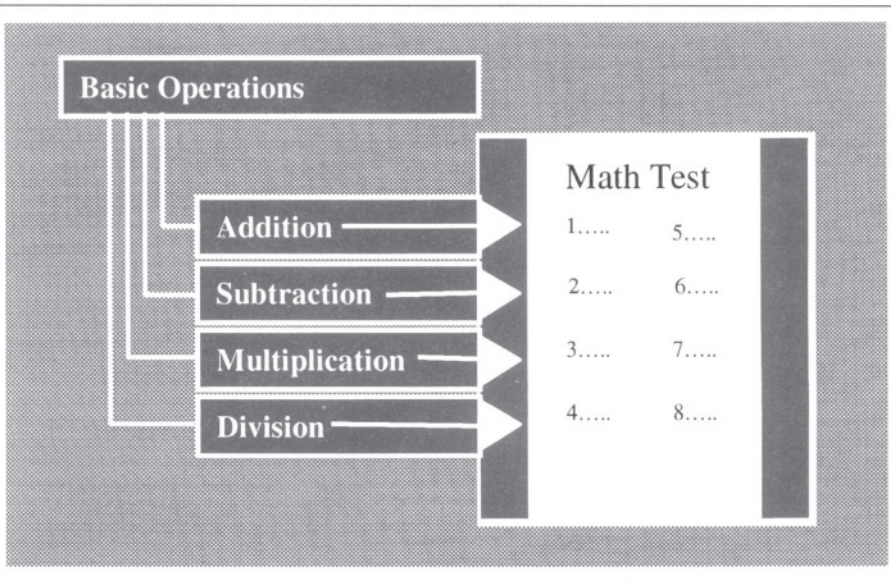 Basic Operations
Math Test
Addition
1..... 5.....
Subtraction
2..... 6.....
Multiplication
3..... 7.....
Division
4..... 8.....